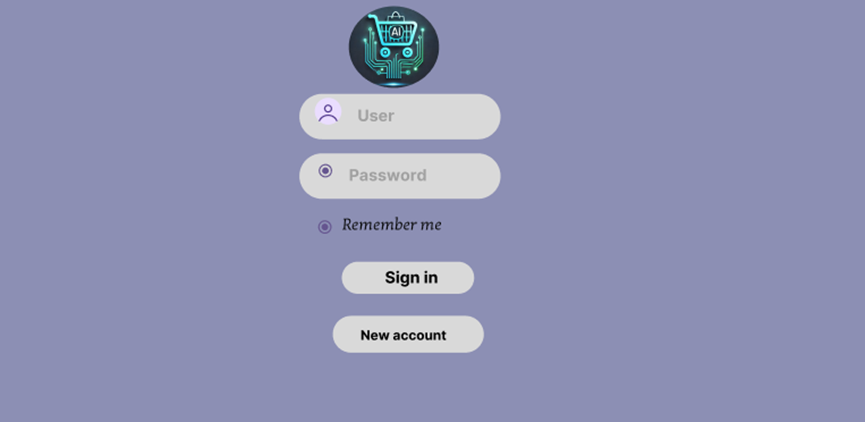 AI
User
Password
Remember me
Sign in
New account